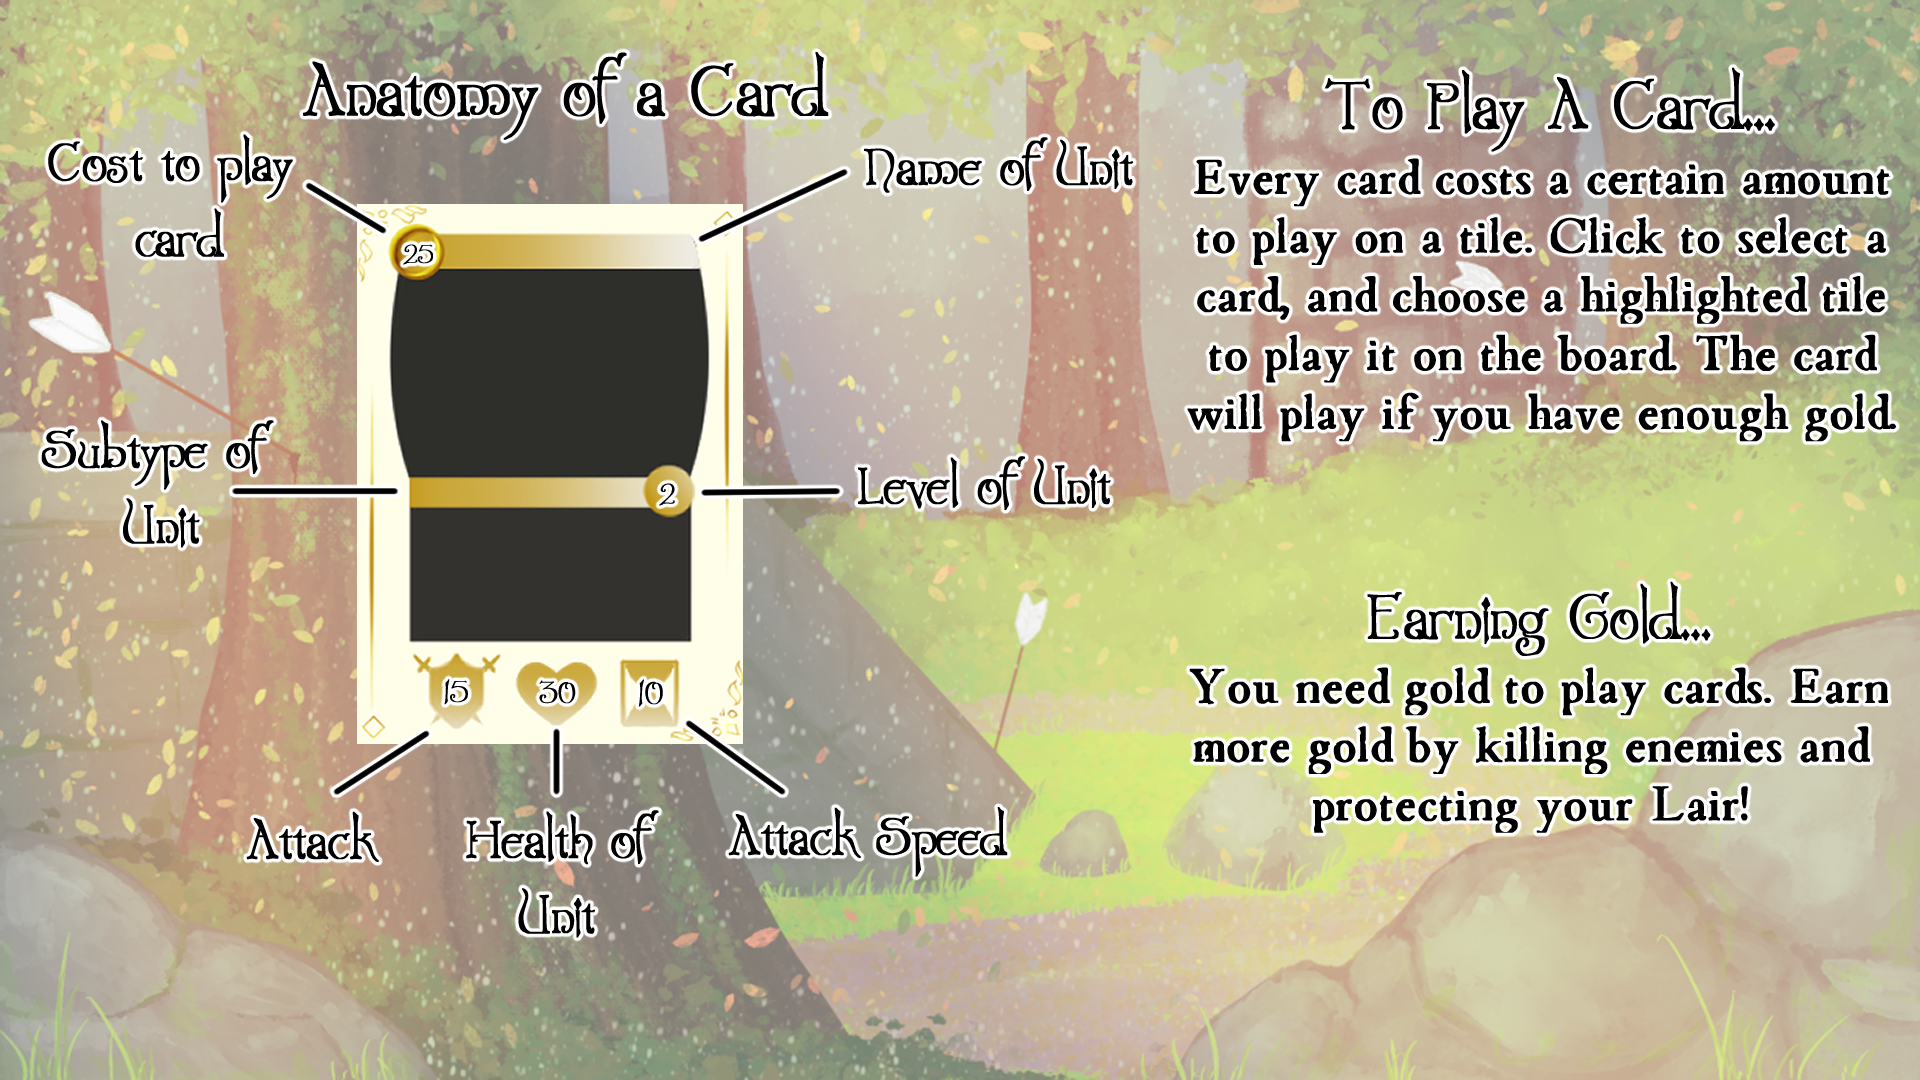 Anatomy of a Card
Cost to play
card
Name of Unit
25
Subtype of
Unit
2
Level of Unit
15
30
10
Attack
Health of
Unit
Attack Speed
To Play A Card...
Every card costs a certain amount
to play on a tile. Click to select a
card, and choose a highlighted tile
to play it on the board. The card
will play if you have enough gold.
Earning Gold...
You need gold to play cards. Earn
more gold by killing enemies and
protecting your Lair!